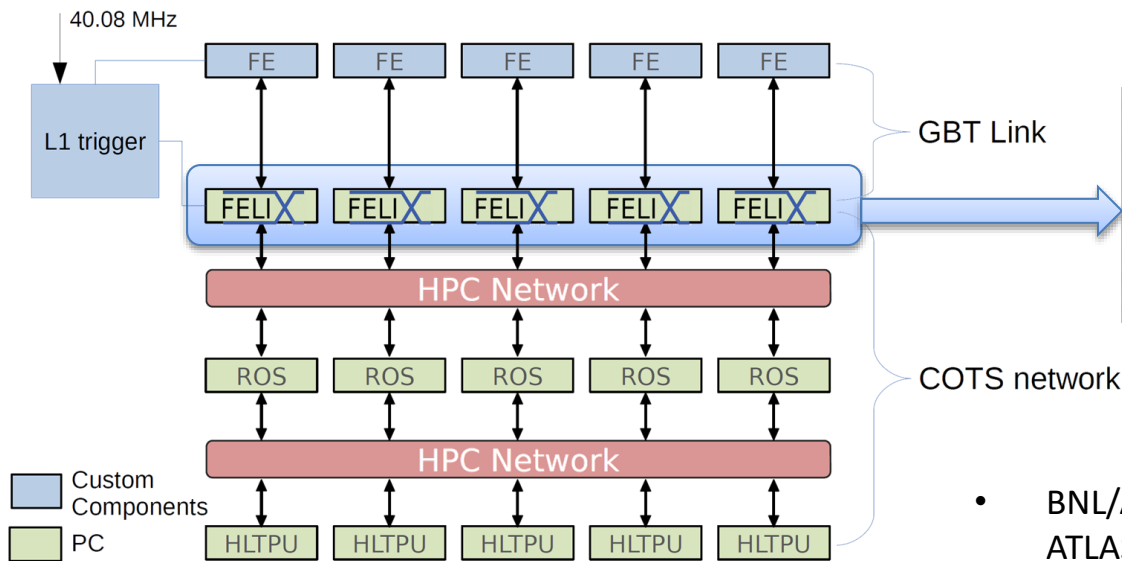 40.08 MHz
FE FE FE FE FE
L1 trigger
GBT Link
FELIX FELIX FELIX FELIX FELIX
HPC Network
ROS ROS ROS ROS ROS
COTS network
HPC Network
Custom
Components
PC
HLTPU HLTPU HLTPU HLTPU HLTPU
• BNL/